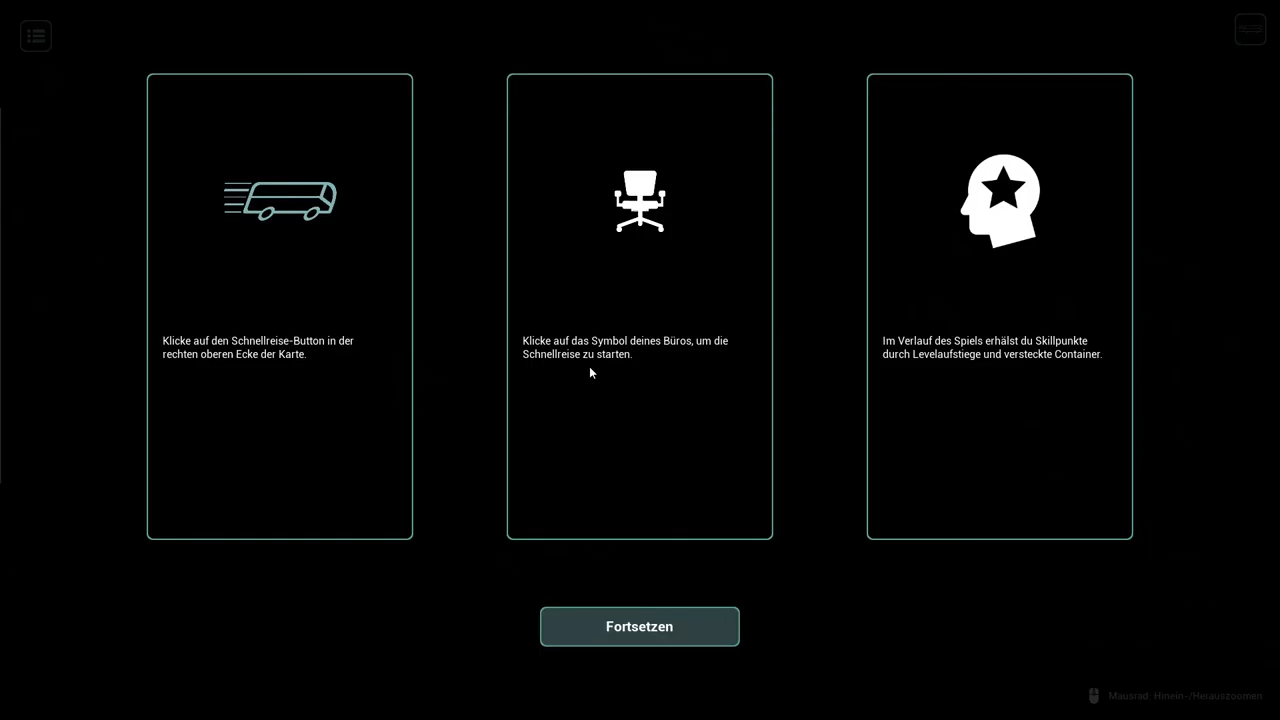 Klicke auf den Schnellreise-Button in der
rechten oberen Ecke der Karte.
Klicke auf das Symbol deines Büros, um die
Schnellreise zu starten.
Im Verlauf des Spiels erhälst du Skillpunkte
durch Levelaufstiege und versteckte Container.
Fortsetzen
Mausrad: Hinein-/Herauszoomen